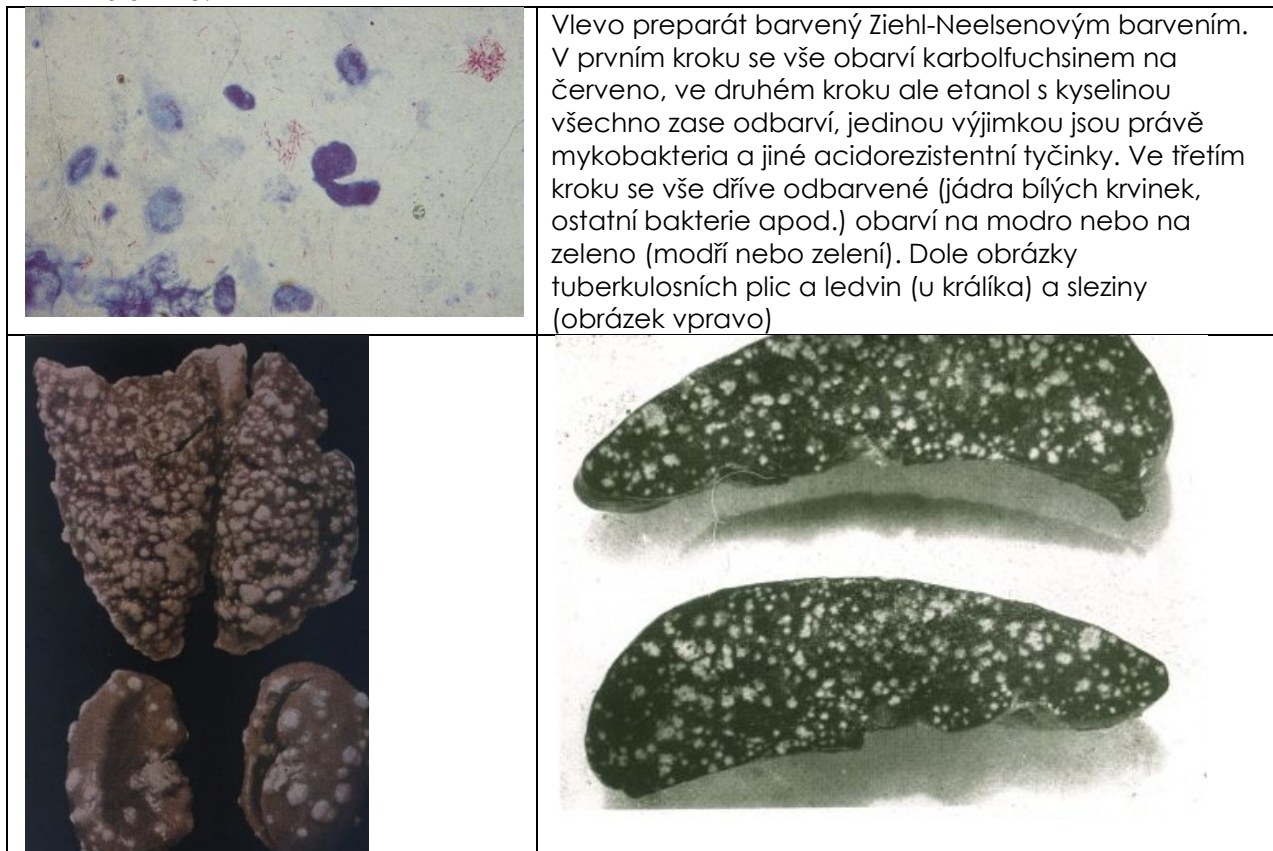 Vlevo preparát barvený Ziehl-Neelsenovým barvením.
V prvním kroku se vše obarví karbolfuchsinem na
červeno, ve druhém kroku ale etanol s kyselinou
všechno zase odbarví, jedinou výjimkou jsou právě
mykobakteria a jiné acidorezistentní tyčinky. Ve třetím
kroku se vše dříve odbarvené (jádra bílých krvinek,
ostatní bakterie apod.) obarví na modro nebo na
zeleno (modří nebo zelení). Dole obrázky
tuberkulosních plic a ledvin (u králíka) a sleziny
(obrázek vpravo)